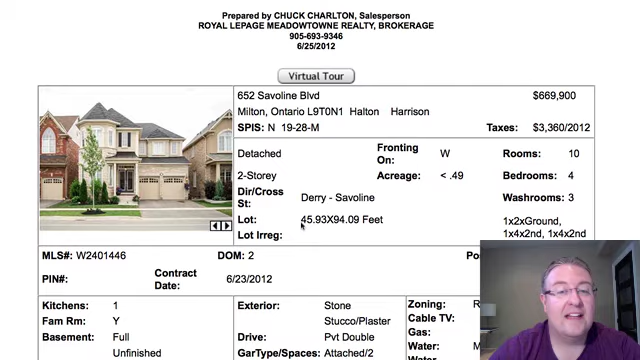 Prepared by CHUCK CHARLTON, Salesperson
ROYAL LEPAGE MEADOWTOWNE REALTY, BROKERAGE
905-693-9346
6/25/2012
Virtual Tour
652 Savoline Blvd $669,900
Milton, Ontario L9T0N1 Halton Harrison
SPIS: N 19-28-M Taxes: $3,360/2012
Detached Fronting On: W Rooms: 10
2-Storey Acreage: < .49 Bedrooms: 4
Dir/Cross St: Derry - Savoline Washrooms: 3
Lot: 45.93X94.09 Feet 1x2xGround,
Lot Irreg: 1x4x2nd, 1x4x2nd
MLS#: W2401446 DOM: 2
PIN#: Contract Date: 6/23/2012
Kitchens: 1 Exterior: Stone Zoning:
Fam Rm: Y Stucco/Plaster Cable TV:
Basement: Full Drive: Pvt Double Gas:
Unfinished GarType/Spaces: Attached/2 Water:
Water